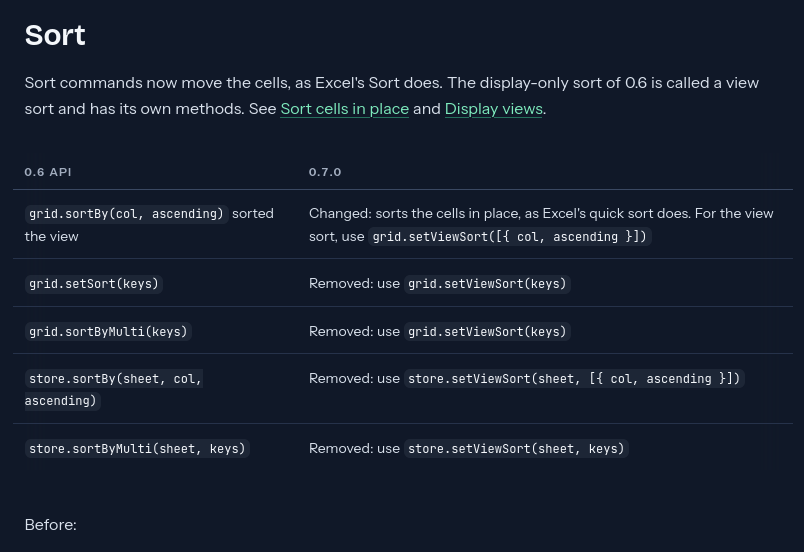 Sort
Sort commands now move the cells, as Excel's Sort does. The display-only sort of 0.6 is called a view
sort and has its own methods. See Sort cells in place and Display views.
0.6 API 0.7.0
grid.sortBy(col, ascending) sorted Changed: sorts the cells in place, as Excel's quick sort does. For the view
the view sort, use grid.setViewSort([{ col, ascending }])
grid.setSort(keys) Removed: use grid.setViewSort(keys)
grid.sortByMulti(keys) Removed: use grid.setViewSort(keys)
store.sortBy(sheet, col, Removed: use store.setViewSort(sheet, [{ col, ascending }])
ascending)
store.sortByMulti(sheet, keys) Removed: use store.setViewSort(sheet, keys)
Before: